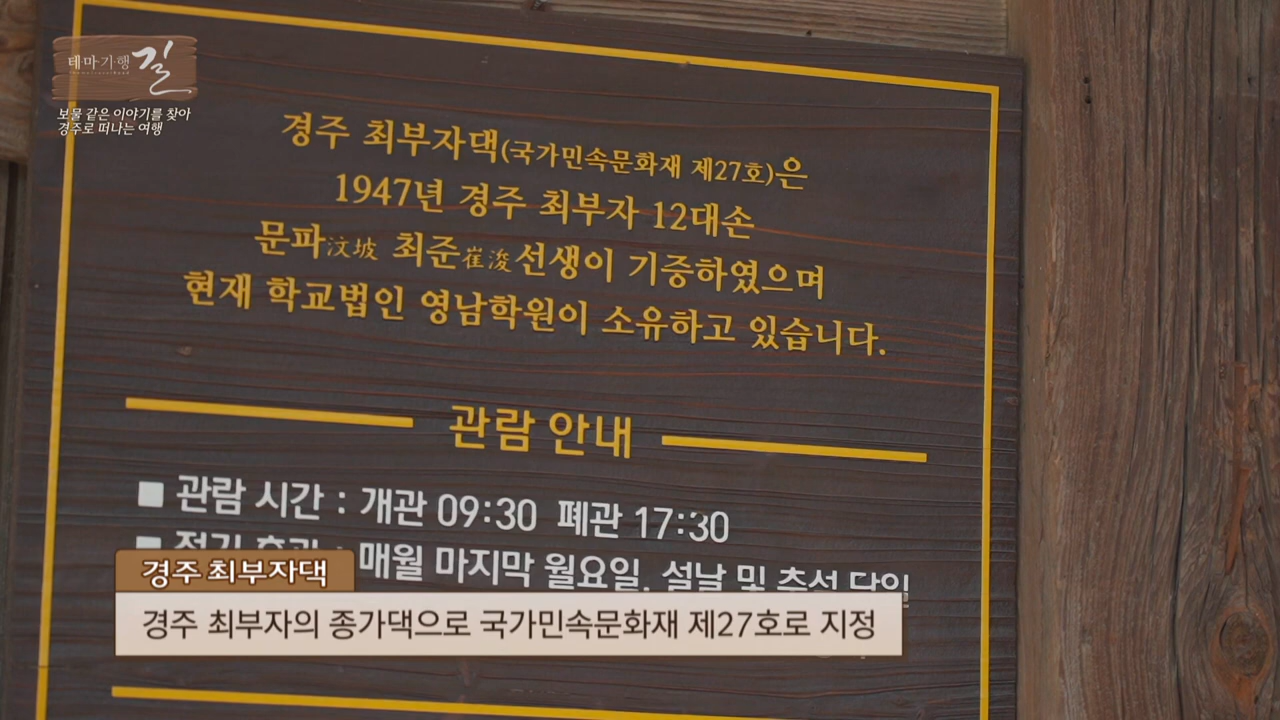 테마기행 길
보물 같은 이야기를 찾아
경주로 떠나는 여행
경주 최부자댁(국가민속문화재 제27호)은
1947년 경주 최부자 12대손
문파汶坡 최준崔浚선생이 기증하였으며
현재 학교법인 영남학원이 소유하고 있습니다.
관람 안내
■ 관람 시간 : 개관 09:30 폐관 17:30
■ 정기 휴관 : 매월 마지막 월요일, 설날 및 추석 당일
경주 최부자댁
경주 최부자의 종가댁으로 국가민속문화재 제27호로 지정